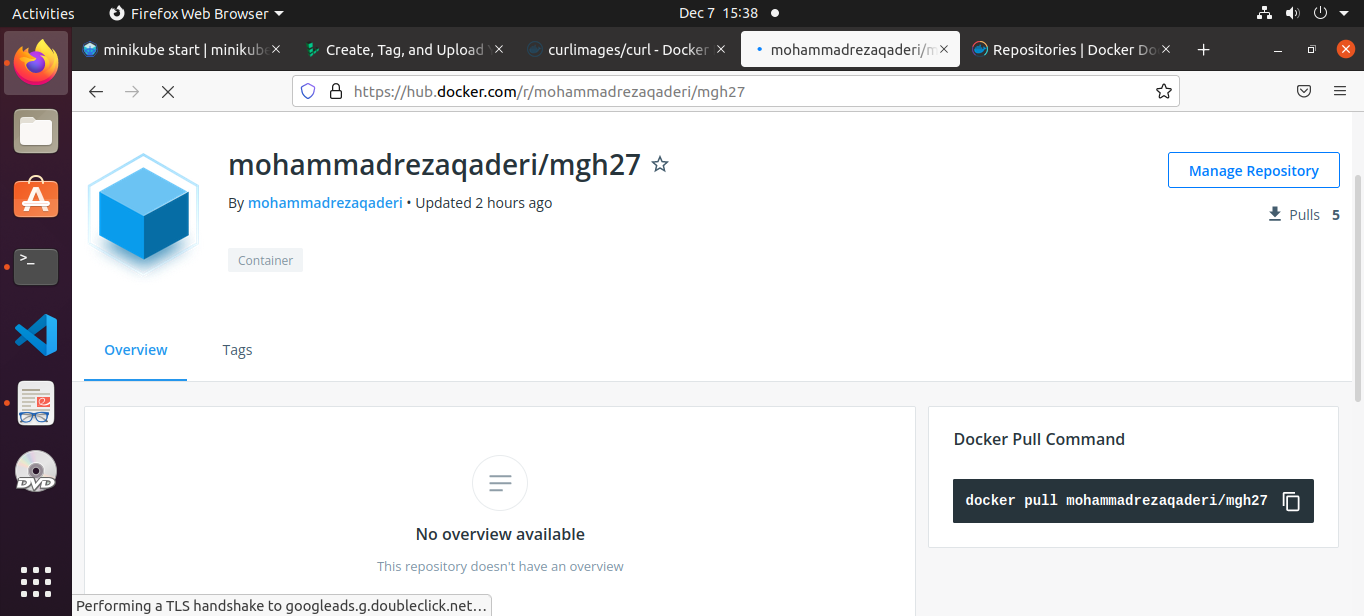 Activities Firefox Web Browser Dec 7 15:38
minikube start | minikube Create, Tag, and Upload Y curlimages/curl - Docker mohammadrezaqaderi/m Repositories | Docker Do
https://hub.docker.com/r/mohammadrezaqaderi/mgh27
mohammadrezaqaderi/mgh27
Manage Repository
By mohammadrezaqaderi • Updated 2 hours ago
Pulls 5
Container
Overview Tags
Docker Pull Command
docker pull mohammadrezaqaderi/mgh27
No overview available
This repository doesn't have an overview
DVD
Performing a TLS handshake to googleads.g.doubleclick.net…